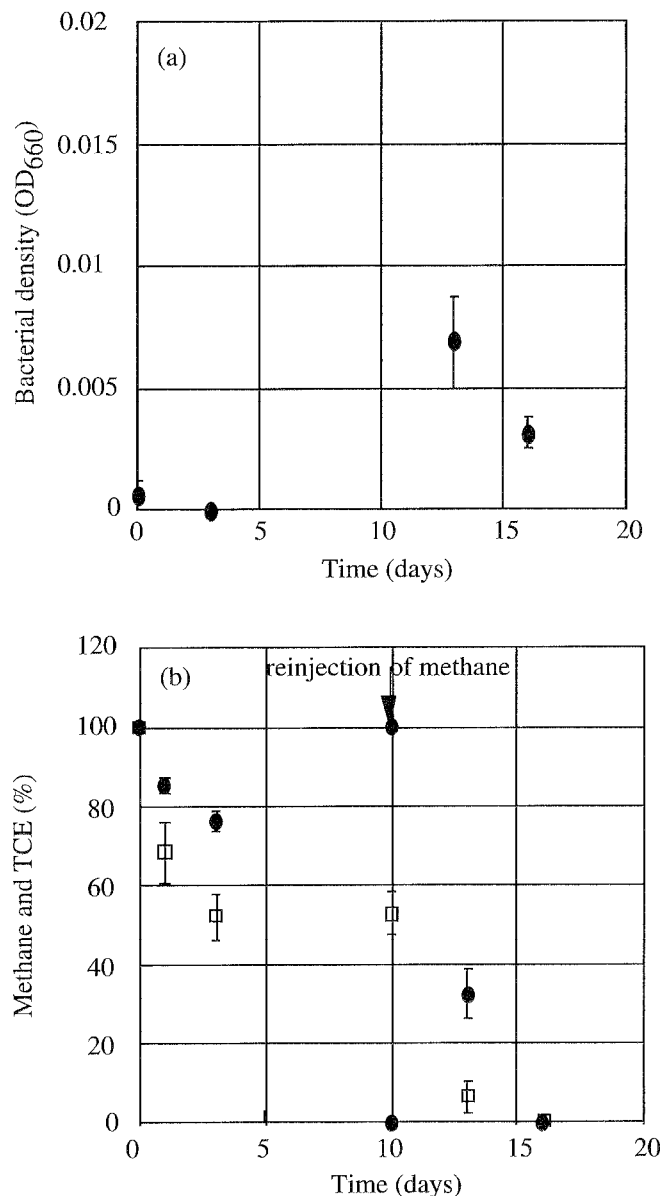 0.02
(a)
0.015
0.01
0.005
0
Bacterial density (OD660)
0 5 10 15 20
Time (days)
120
(b) reinjection of methane
100
80
60
40
20
0
Methane and TCE (%)
0 5 10 15 20
Time (days)